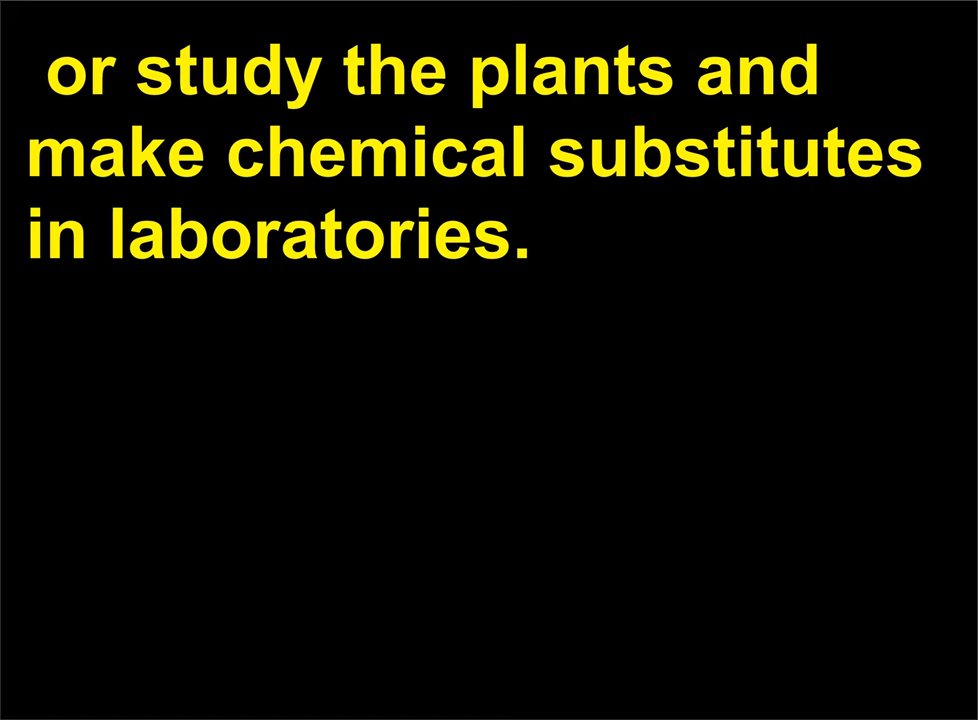 or study the plants and
make chemical substitutes
in laboratories.